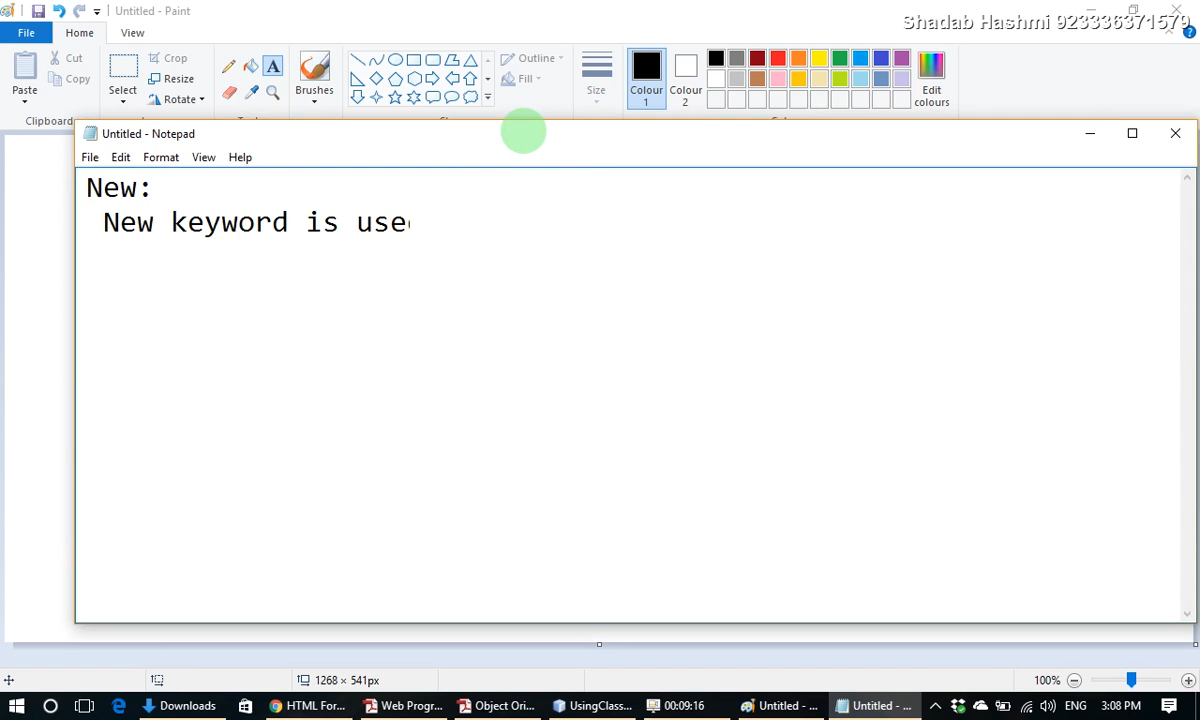 Untitled - Paint
Shadab Hashmi 923336371579
File Home View
Cut
Copy
Paste
Clipboard
Crop
Resize
Rotate
Select
Brushes
Outline
Fill
Size
Colour 1
Colour 2
Edit colours
Untitled - Notepad
File Edit Format View Help
New:
New keyword is used
1268 × 541px
100%
Downloads
HTML For...
Web Progr...
Object Ori...
UsingClass...
00:09:16
Untitled - ...
Untitled - ...
ENG
3:08 PM